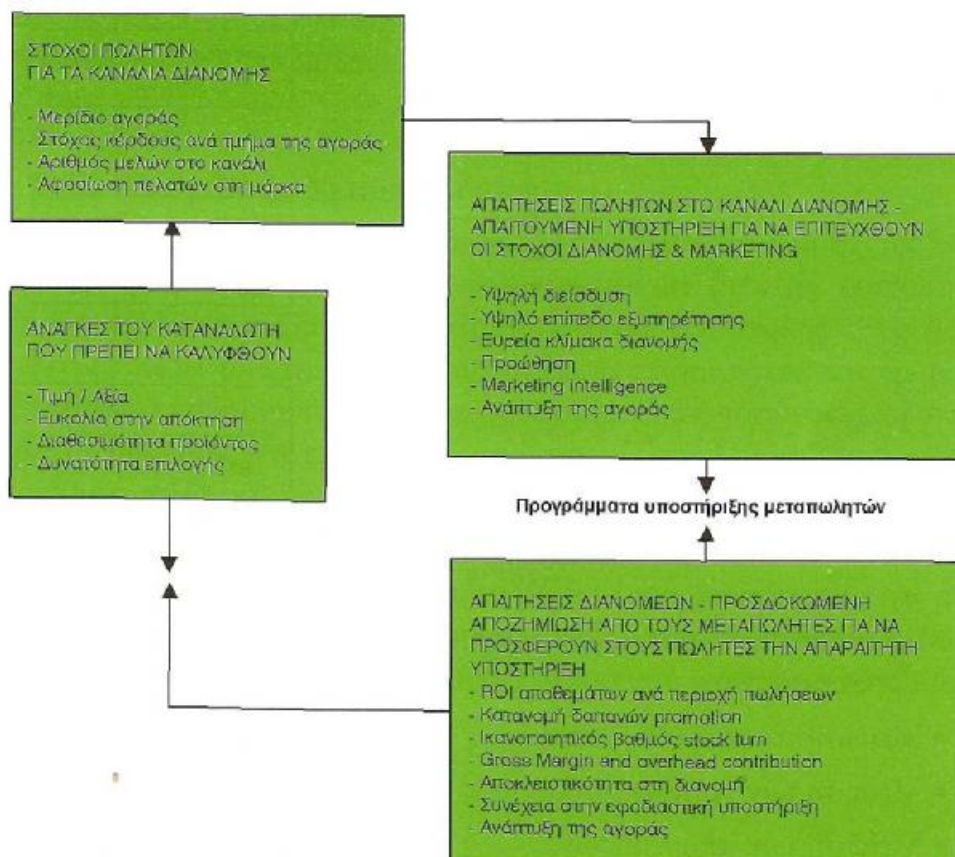 ΣΤΟΧΟΙ ΠΩΛΗΤΩΝ
ΓΙΑ ΤΑ ΚΑΝΑΛΙΑ ΔΙΑΝΟΜΗΣ
- Μερίδιο αγοράς
- Στόχος κέρδους ανά τμήμα της αγοράς
- Αριθμός μελών στο κανάλι
- Αφοσίωση πελατών στη μάρκα
ΑΠΑΙΤΗΣΕΙΣ ΠΩΛΗΤΩΝ ΣΤΟ ΚΑΝΑΛΙ ΔΙΑΝΟΜΗΣ -
ΑΠΑΙΤΟΥΜΕΝΗ ΥΠΟΣΤΗΡΙΞΗ ΓΙΑ ΝΑ ΕΠΙΤΕΥΧΘΟΥΝ
ΟΙ ΣΤΟΧΟΙ ΔΙΑΝΟΜΗΣ & MARKETING
- Υψηλή διείσδυση
- Υψηλό επίπεδο εξυπηρέτησης
- Ευρεία κλίμακα διανομής
- Προώθηση
- Marketing intelligence
- Ανάπτυξη της αγοράς
ΑΝΑΓΚΕΣ ΤΟΥ ΚΑΤΑΝΑΛΩΤΗ
ΠΟΥ ΠΡΕΠΕΙ ΝΑ ΚΑΛΥΦΘΟΥΝ
- Τιμή / Αξία
- Ευκολία στην απόκτηση
- Διαθεσιμότητα προϊόντος
- Δυνατότητα επιλογής
Προγράμματα υποστήριξης μεταπωλητών
ΑΠΑΙΤΗΣΕΙΣ ΔΙΑΝΟΜΕΩΝ - ΠΡΟΣΔΟΚΩΜΕΝΗ
ΑΠΟΖΗΜΙΩΣΗ ΑΠΟ ΤΟΥΣ ΜΕΤΑΠΩΛΗΤΕΣ ΓΙΑ ΝΑ
ΠΡΟΣΦΕΡΟΥΝ ΣΤΟΥΣ ΠΩΛΗΤΕΣ ΤΗΝ ΑΠΑΡΑΙΤΗΤΗ
ΥΠΟΣΤΗΡΙΞΗ
- ROI αποθεμάτων ανά περιοχή πωλήσεων
- Κατανομή δαπανών promotion
- Ικανοποιητικός βαθμός stock turn
- Gross Margin and overhead contribution
- Αποκλειστικότητα στη διανομή
- Συνέχεια στην εφοδιαστική υποστήριξη
- Ανάπτυξη της αγοράς